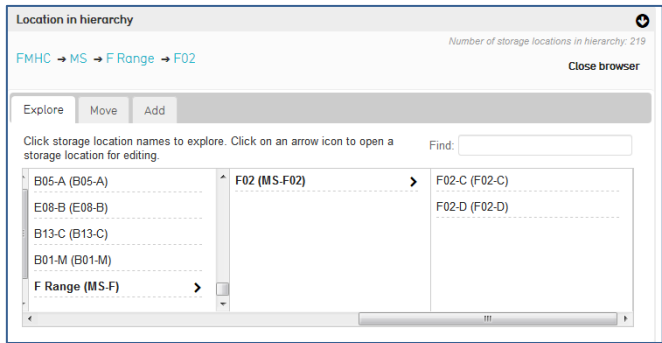 Location in hierarchy
Number of storage locations in hierarchy: 219
FMHC → MS → F Range → F02
Close browser
Explore Move Add
Click storage location names to explore. Click on an arrow icon to open a
storage location for editing.
Find:
B05-A (B05-A)
E08-B (E08-B)
B13-C (B13-C)
B01-M (B01-M)
F Range (MS-F)
F02 (MS-F02)
F02-C (F02-C)
F02-D (F02-D)